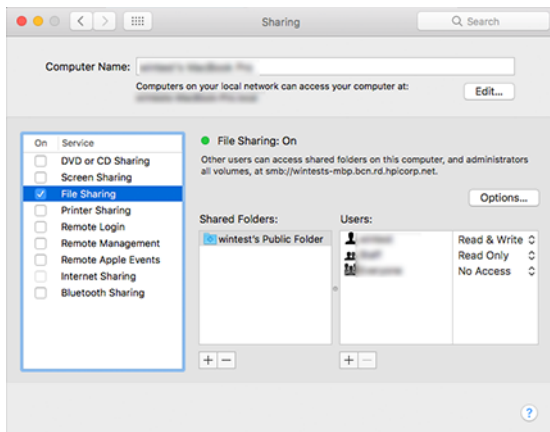 Sharing
Search
Computer Name:
Computers on your local network can access your computer at:
Edit...
On Service
DVD or CD Sharing
Screen Sharing
File Sharing
Printer Sharing
Remote Login
Remote Management
Remote Apple Events
Internet Sharing
Bluetooth Sharing
File Sharing: On
Other users can access shared folders on this computer, and administrators
all volumes, at smb://wintests-mbp.bcn.rd.hpicorp.net.
Options...
Shared Folders:
wintest's Public Folder
Users:
Read & Write
Read Only
No Access
+ −
+ −
?